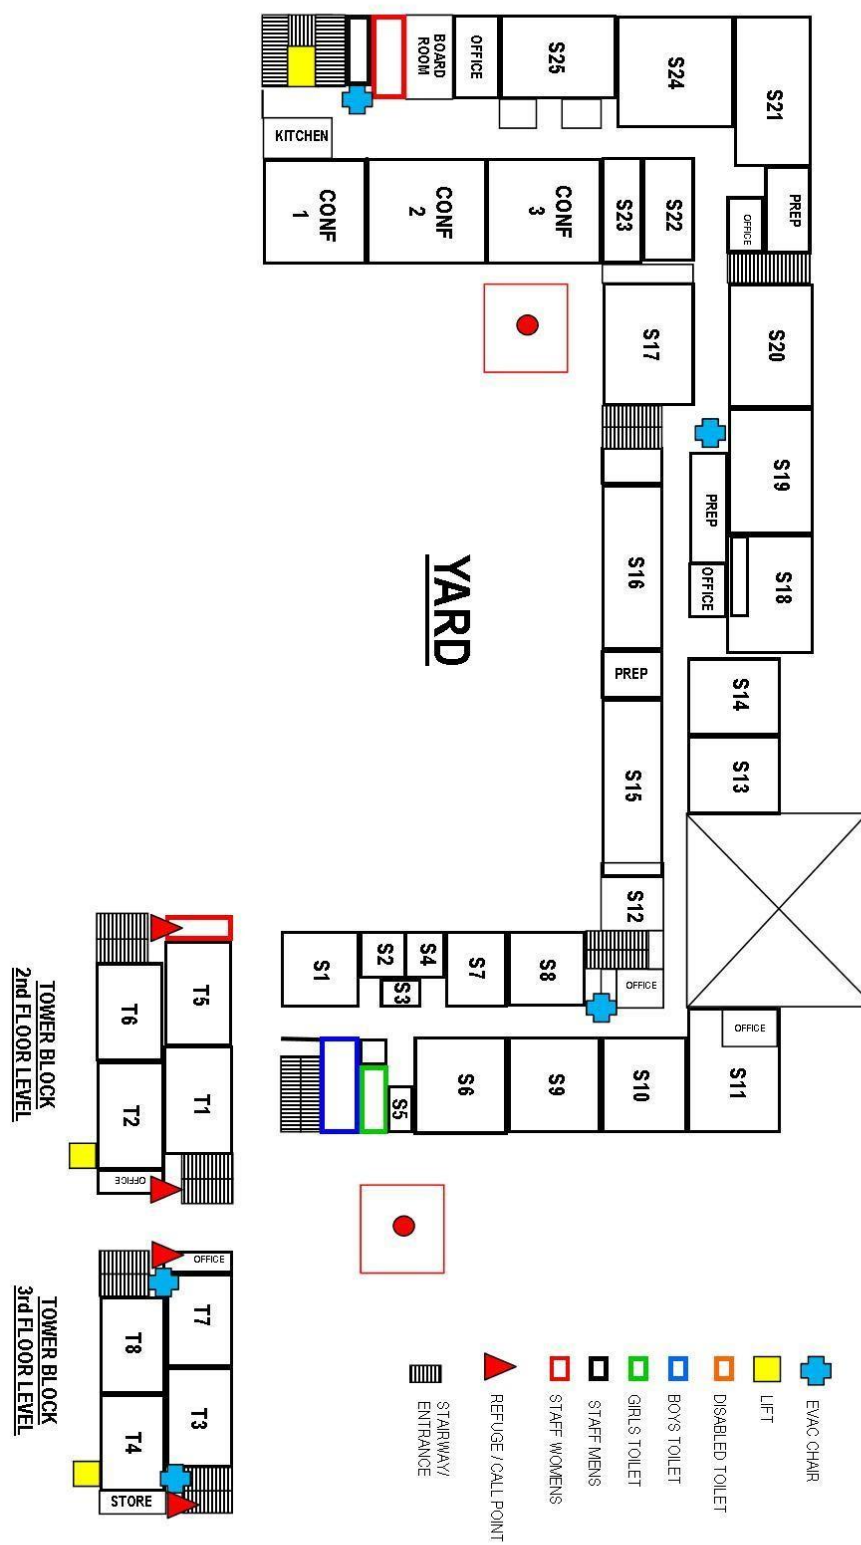 BOARD
ROOM
OFFICE
S25
S24
S21
KITCHEN
CONF
1
CONF
2
CONF
3
S23
S22
OFFICE
PREP
S17
S20
S19
PREP
S16
OFFICE
S18
YARD
PREP
S14
S13
S15
S12
OFFICE
S1
S2
S4
S3
S7
S8
OFFICE
S5
S6
S9
S10
S11
T5
T6
T1
T2
OFFICE
TOWER BLOCK
2nd FLOOR LEVEL
OFFICE
T7
T8
T3
T4
STORE
TOWER BLOCK
3rd FLOOR LEVEL
EVAC CHAIR
LIFT
DISABLED TOILET
BOYS TOILET
GIRLS TOILET
STAFF MENS
STAFF WOMENS
REFUGE / CALL POINT
STAIRWAY/
ENTRANCE